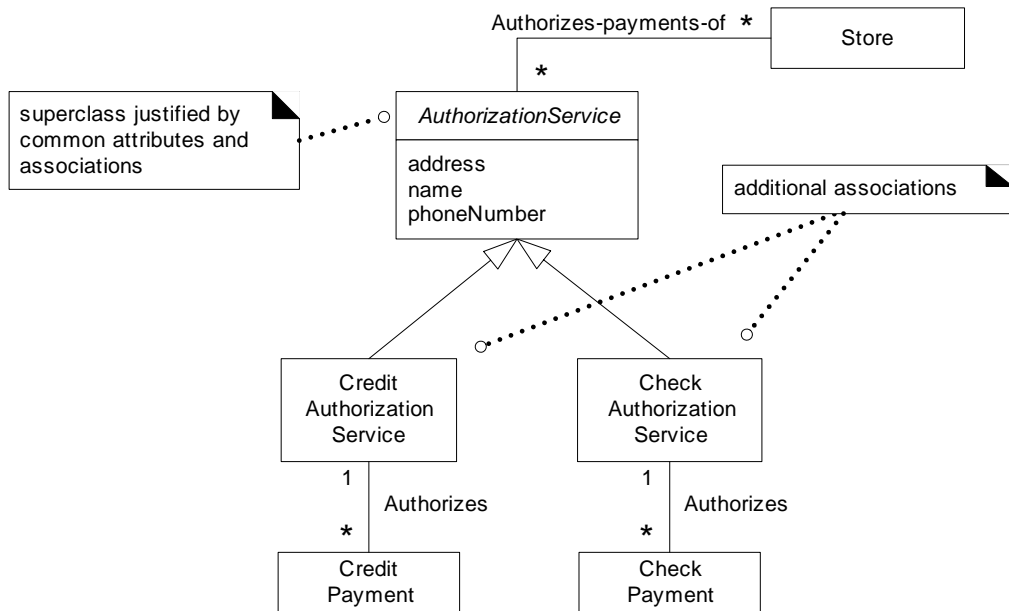 Authorizes-payments-of *
Store
*
superclass justified by
common attributes and
associations
AuthorizationService
address
name
phoneNumber
additional associations
Credit
Authorization
Service
Check
Authorization
Service
1
Authorizes
*
1
Authorizes
*
Credit
Payment
Check
Payment